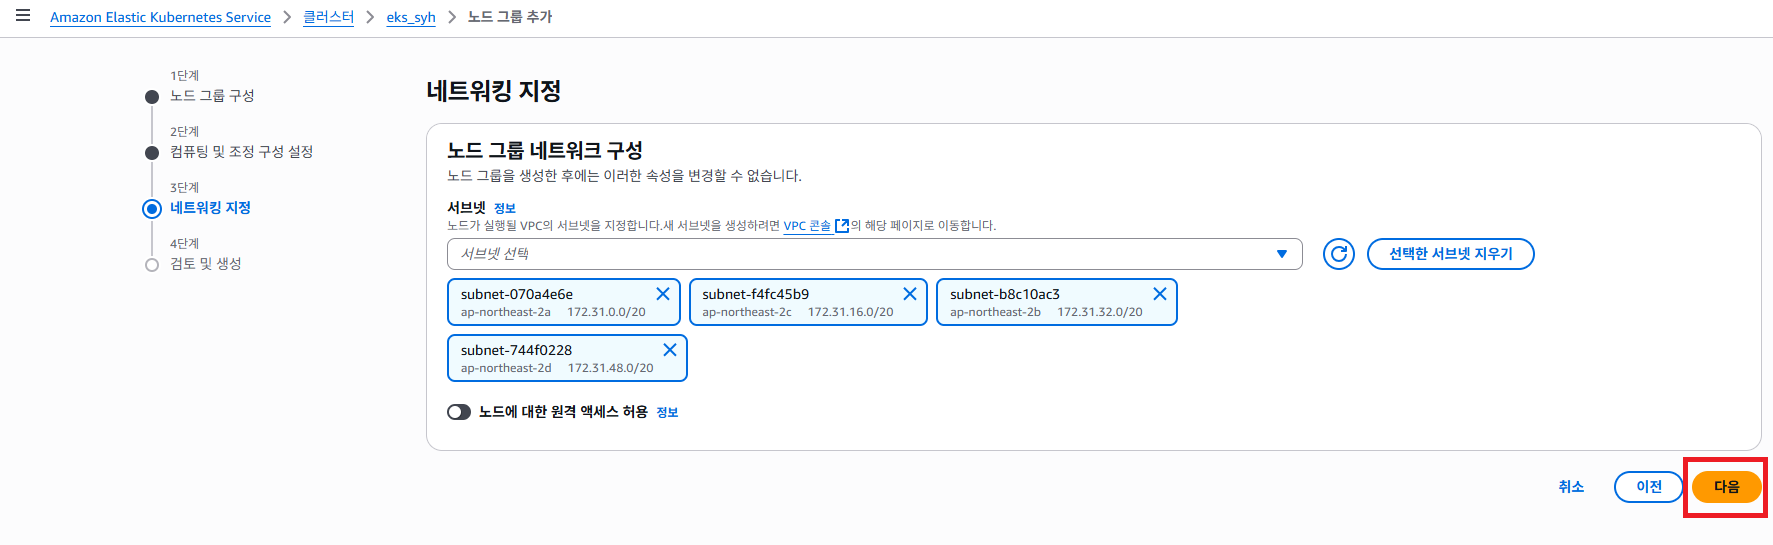 Amazon Elastic Kubernetes Service > 클러스터 > eks_syh > 노드 그룹 추가
1단계
노드 그룹 구성
2단계
컴퓨팅 및 조정 구성 설정
3단계
네트워킹 지정
4단계
검토 및 생성
네트워킹 지정
노드 그룹 네트워크 구성
노드 그룹을 생성한 후에는 이러한 속성을 변경할 수 없습니다.
서브넷 정보
노드가 실행될 VPC의 서브넷을 지정합니다.새 서브넷을 생성하려면 VPC 콘솔의 해당 페이지로 이동합니다.
서브넷 선택
선택한 서브넷 지우기
subnet-070a4e6e
ap-northeast-2a 172.31.0.0/20
subnet-f4fc45b9
ap-northeast-2c 172.31.16.0/20
subnet-b8c10ac3
ap-northeast-2b 172.31.32.0/20
subnet-744f0228
ap-northeast-2d 172.31.48.0/20
노드에 대한 원격 액세스 허용 정보
취소
이전
다음